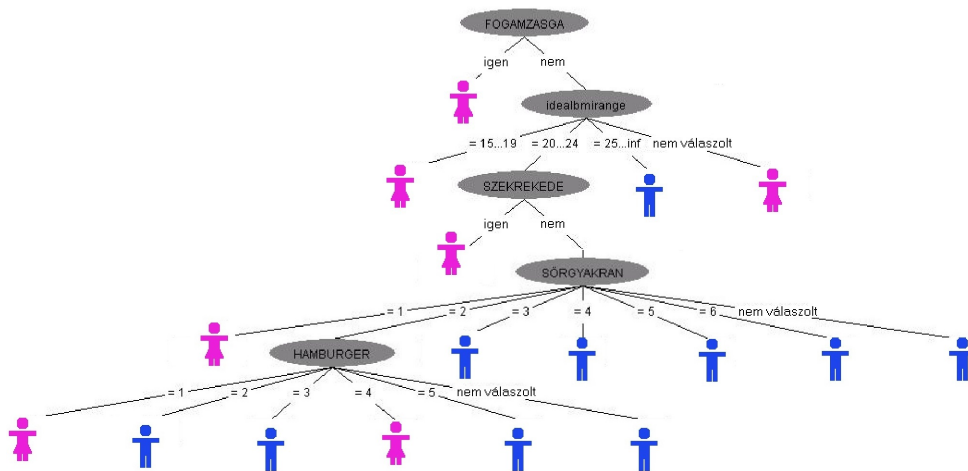 FOGAMZASGA
igen nem
idealbmirange
= 15...19 = 20...24 = 25...inf nem válaszolt
SZEKREKEDE
igen nem
SÖRGYAKRAN
= 1 = 2 = 3 = 4 = 5 = 6 nem válaszolt
HAMBURGER
= 1 = 2 = 3 = 4 = 5 nem válaszolt